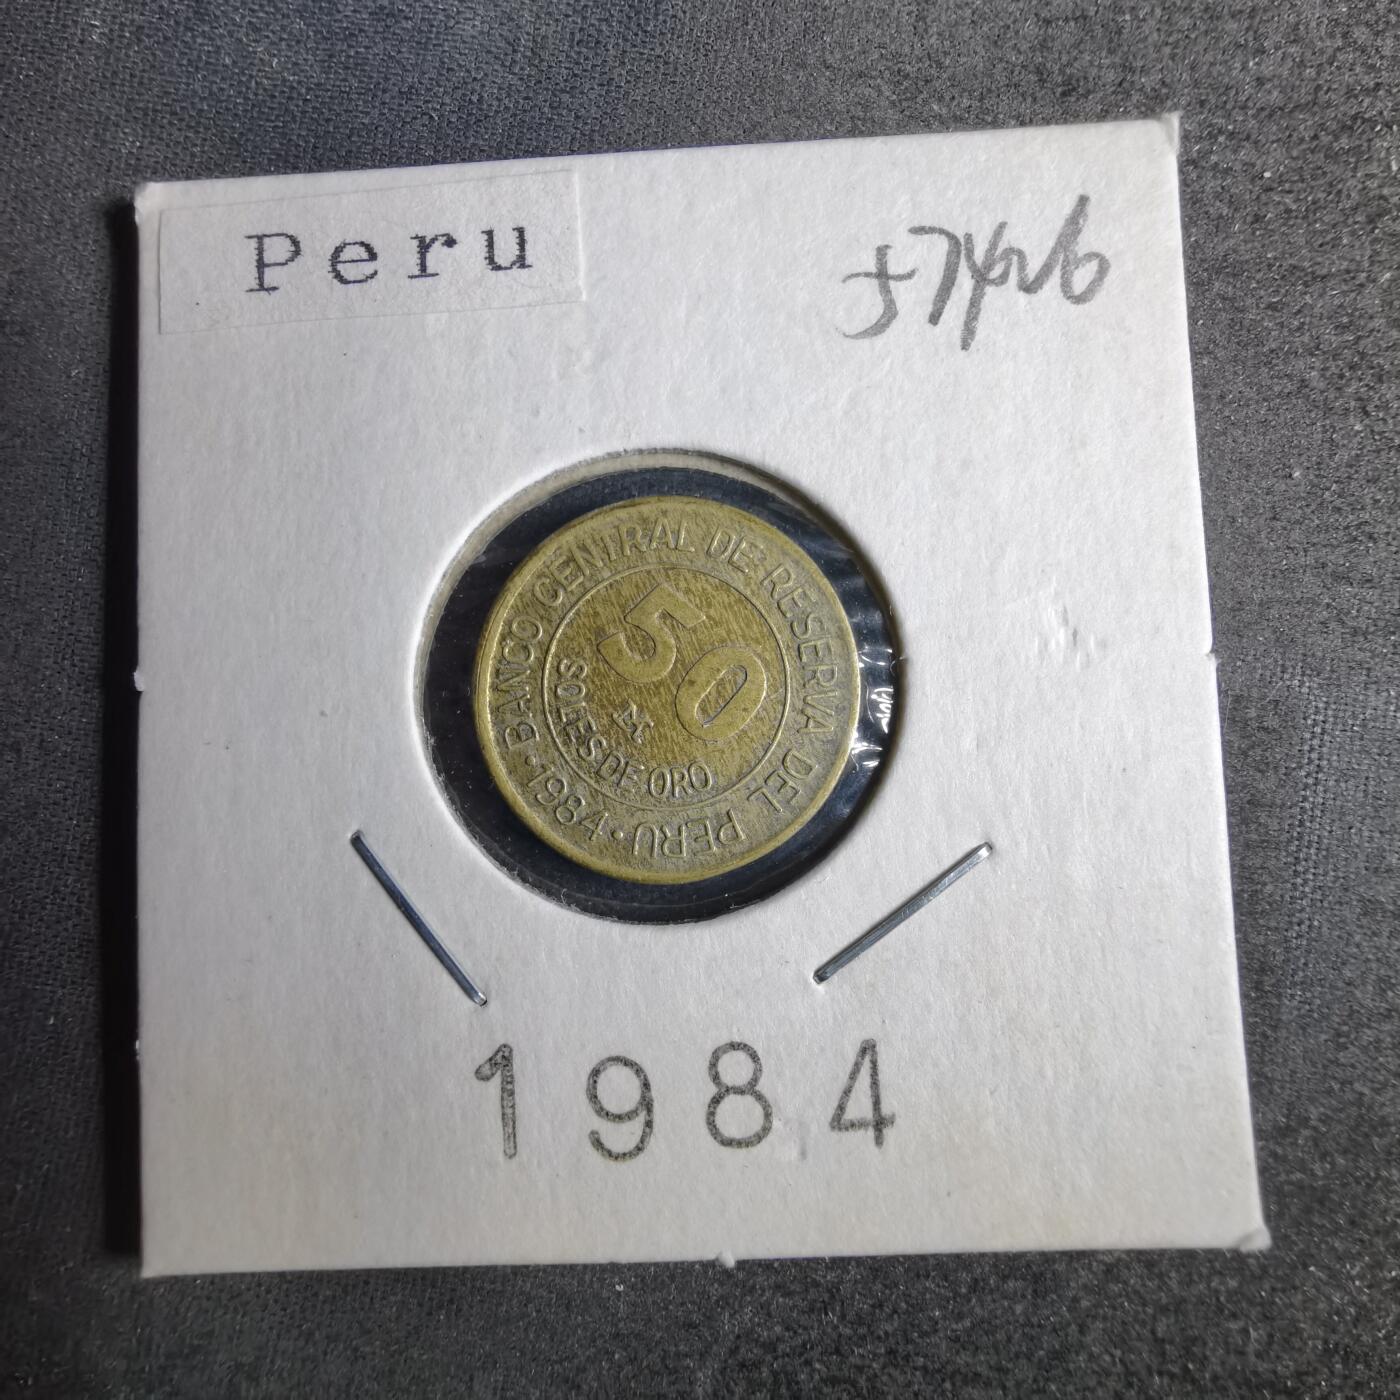 Peru
BANCO CENTRAL DE RESERVA DEL PERU · 1984 ·
50
SOLES DE ORO
1984